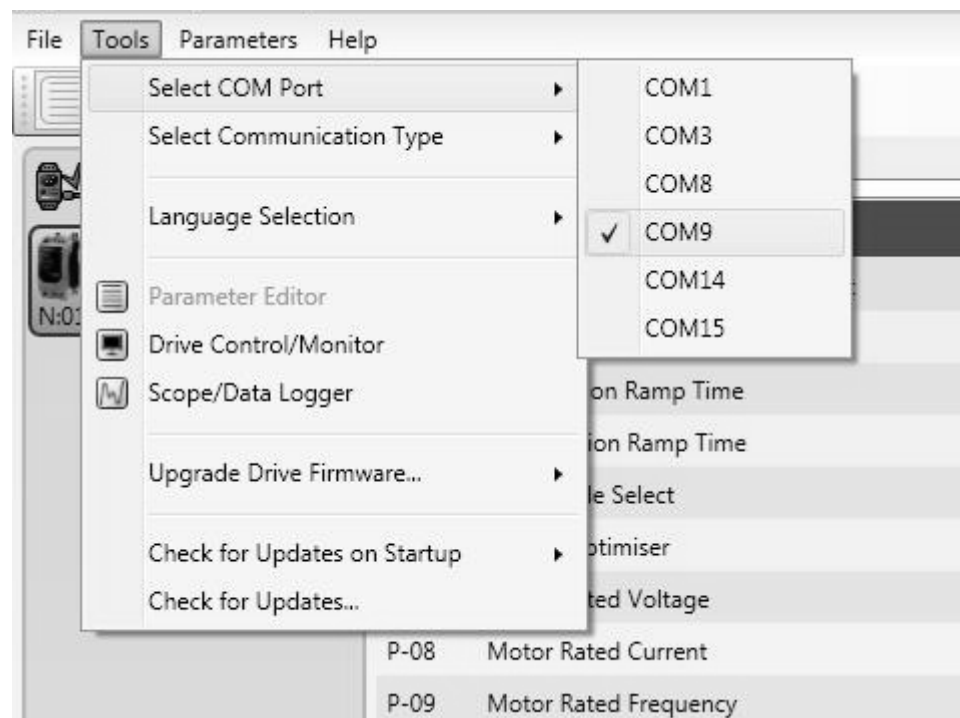 File Tools Parameters Help
Select COM Port
Select Communication Type
Language Selection
Parameter Editor
Drive Control/Monitor
Scope/Data Logger
Upgrade Drive Firmware...
Check for Updates on Startup
Check for Updates...
COM1
COM3
COM8
COM9
COM14
COM15
N:01
on Ramp Time
ion Ramp Time
le Select
ptimiser
ted Voltage
P-08 Motor Rated Current
P-09 Motor Rated Frequency